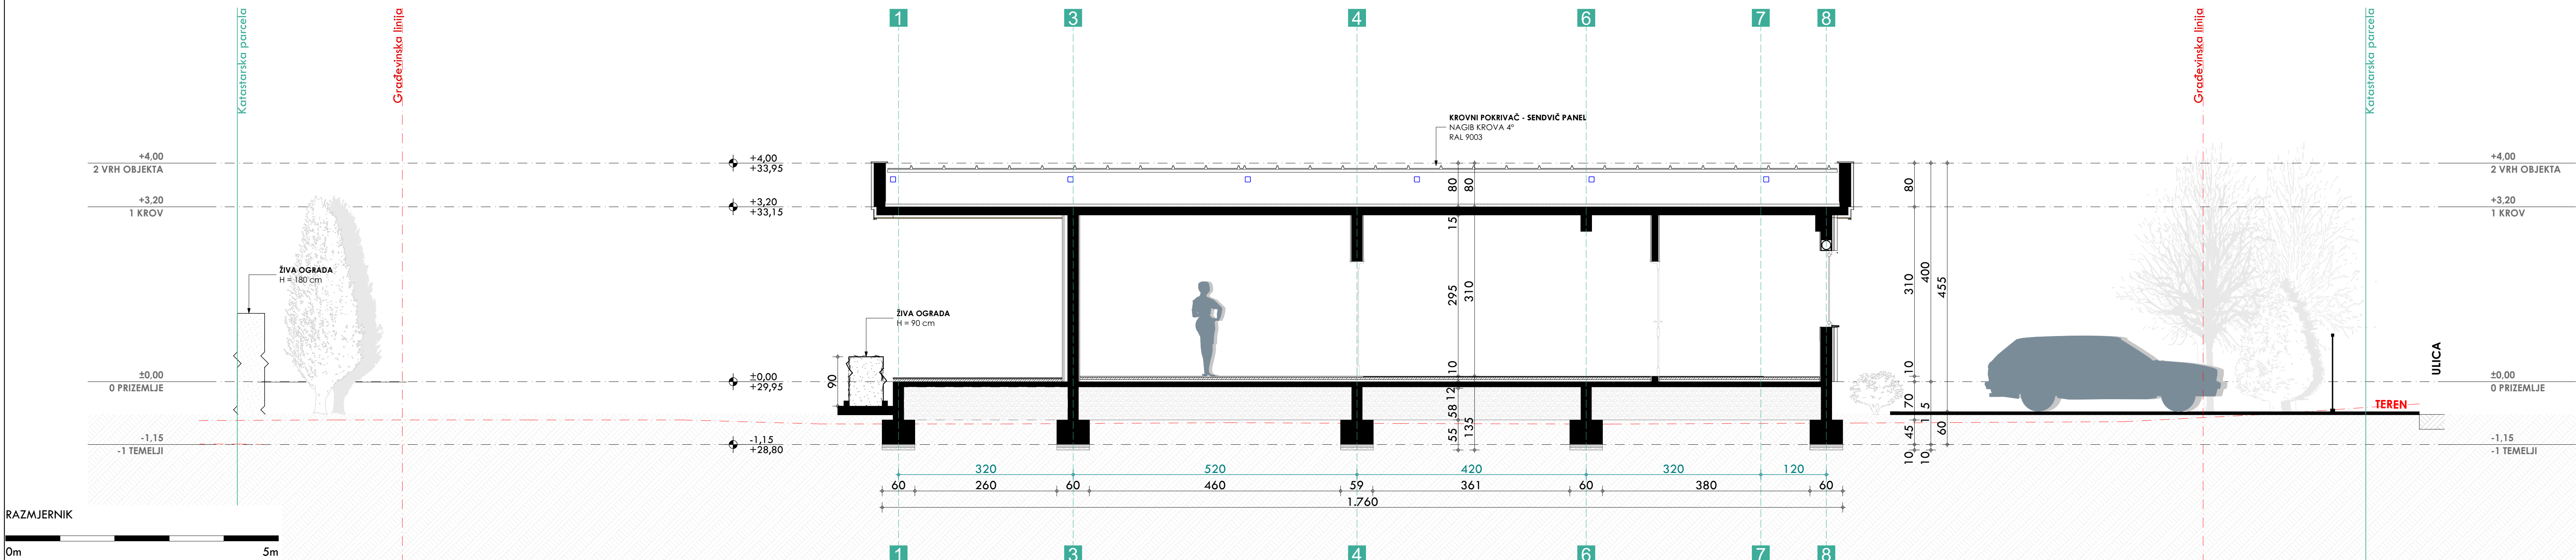 1
3
4
6
7
8
Katastarska parcela
Građevinska linija
Građevinska linija
Katastarska parcela
KROVNI POKRIVAČ - SENDVIČ PANEL
NAGIB KROVA 4°
RAL 9003
+4,00
2 VRH OBJEKTA
+4,00
+33,95
+4,00
2 VRH OBJEKTA
+3,20
1 KROV
+3,20
+33,15
+3,20
1 KROV
80
80
80
15
295
310
310
400
455
ŽIVA OGRADA
H = 180 cm
ŽIVA OGRADA
H = 90 cm
90
ULICA
±0,00
0 PRIZEMLJE
±0,00
+29,95
±0,00
0 PRIZEMLJE
10
12
58
55
135
10
70
45
10
5
1
10
60
TEREN
-1,15
-1 TEMELJI
-1,15
+28,80
-1,15
-1 TEMELJI
320
520
420
320
120
60
260
60
460
59
361
60
380
60
1.760
RAZMJERNIK
0m
5m
1
3
4
6
7
8